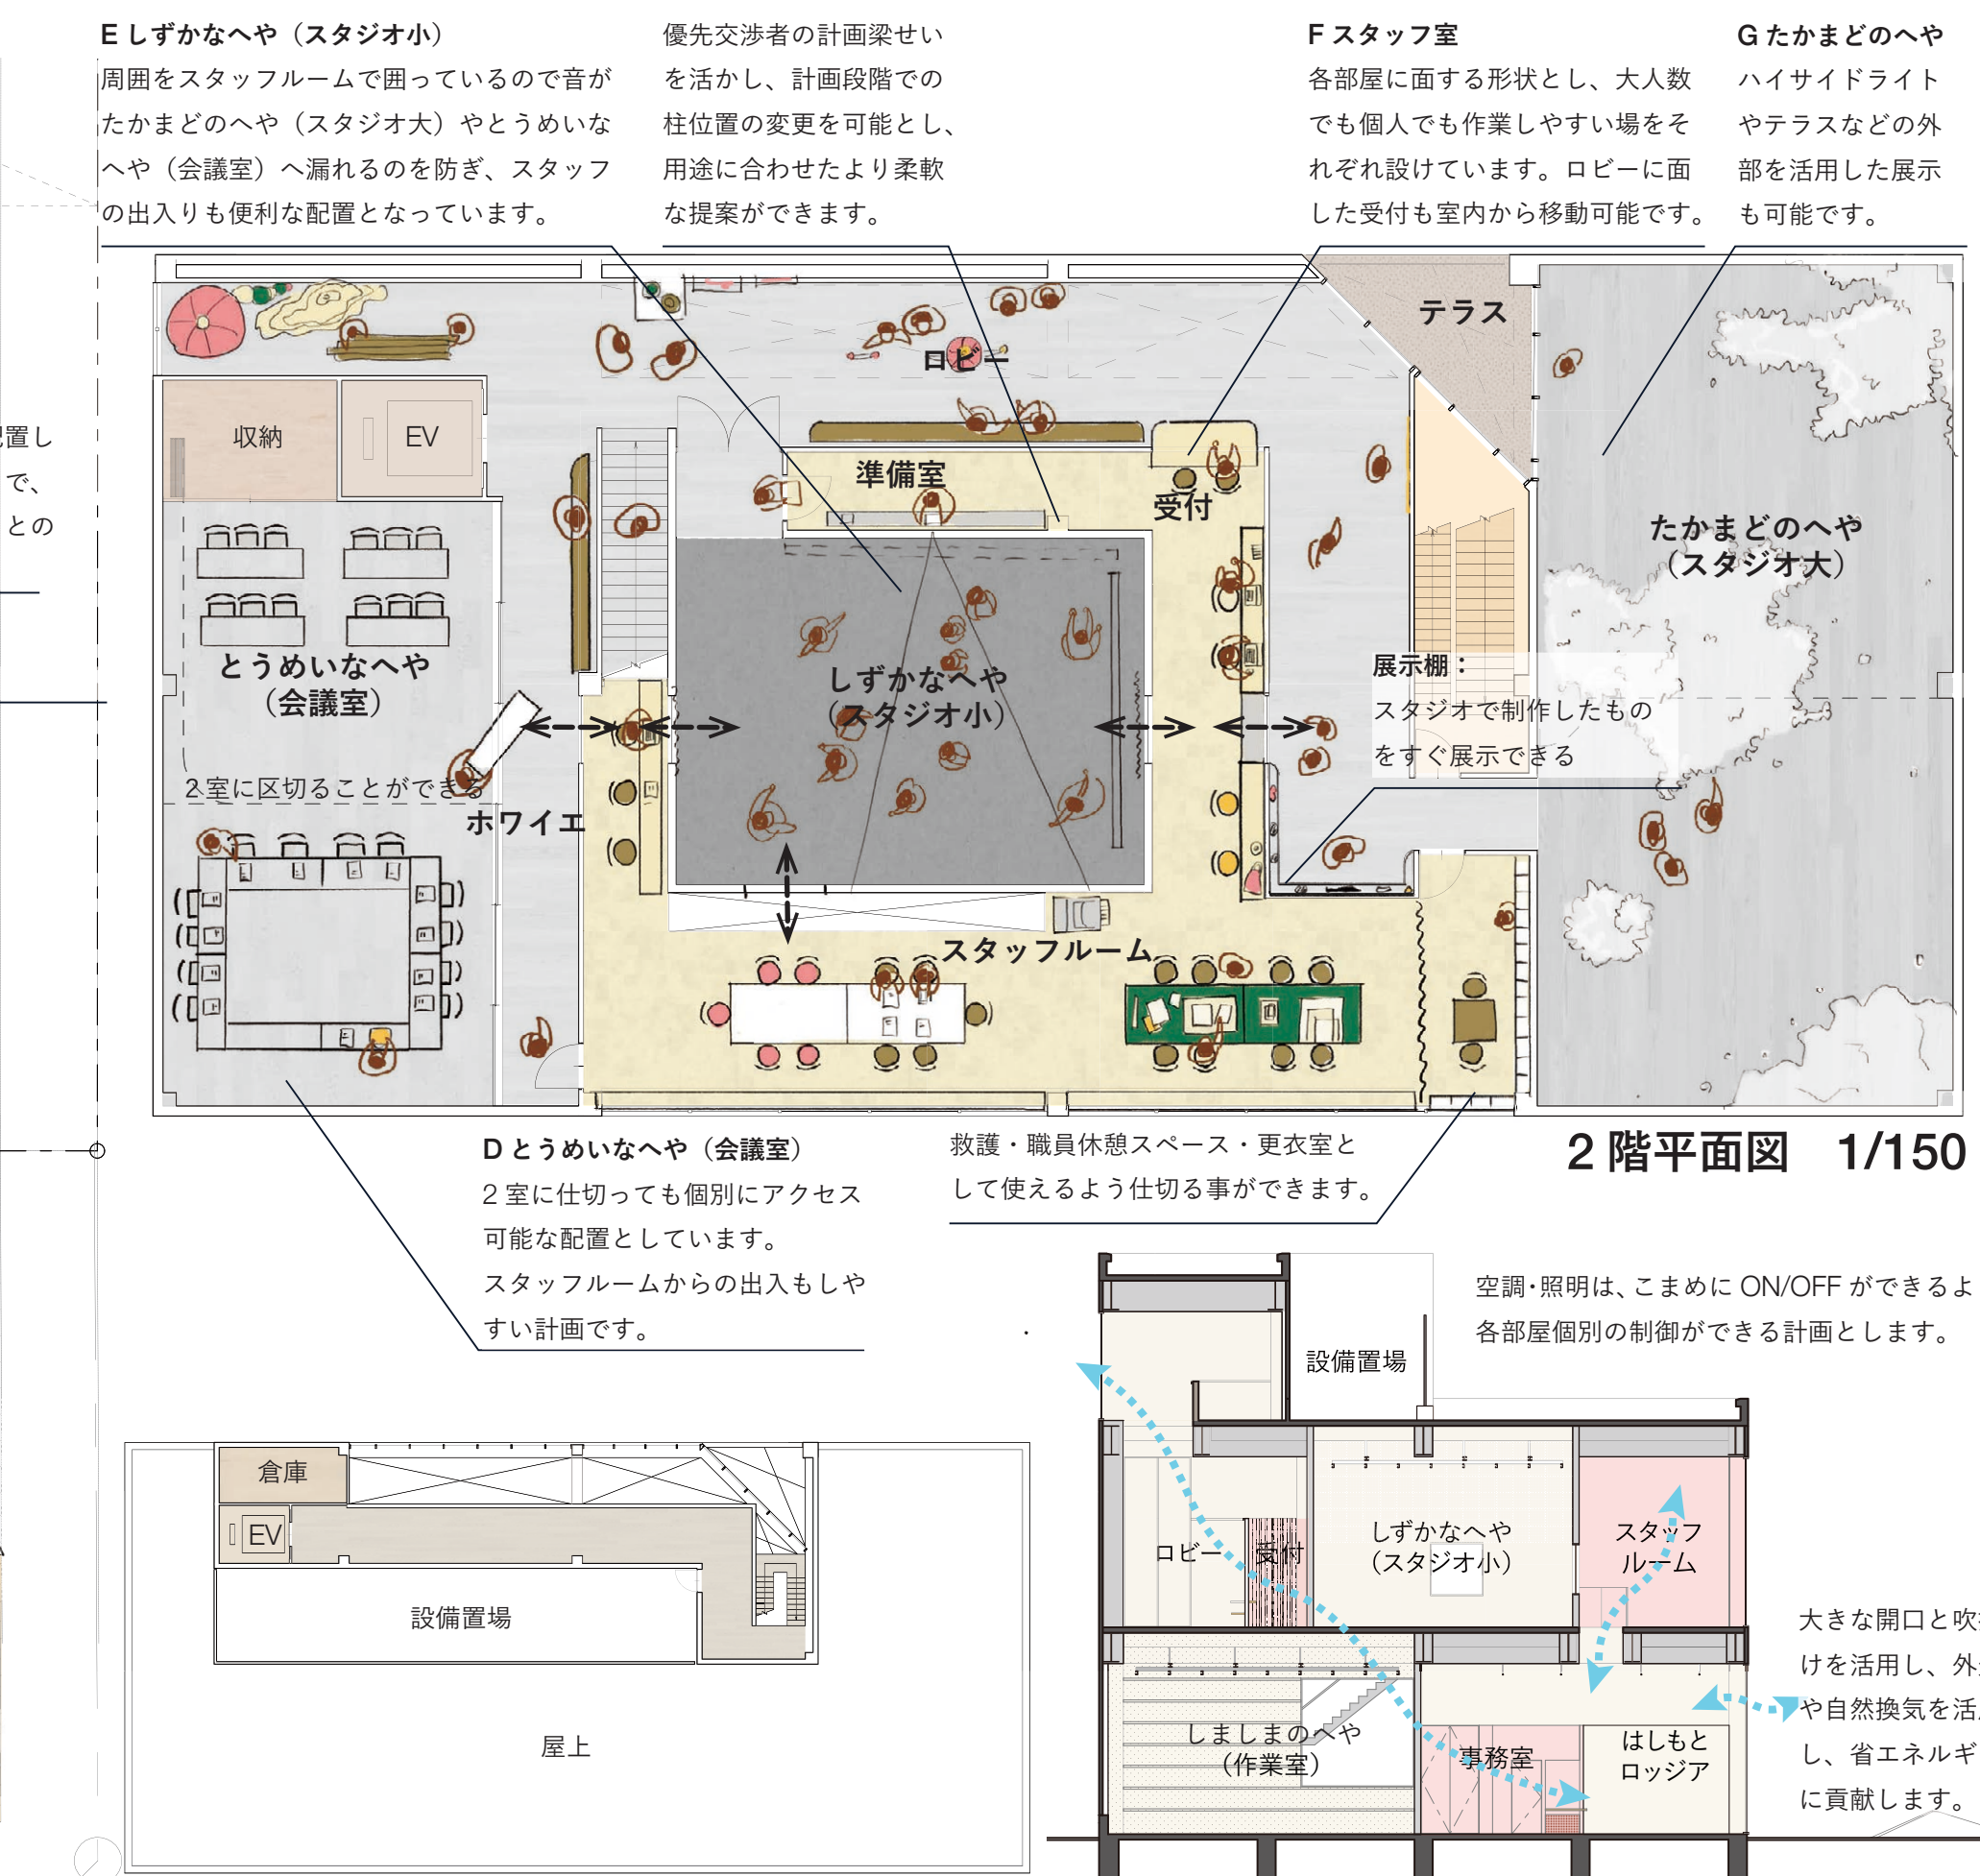 E しずかなへや（スタジオ小）
周囲をスタッフルームで囲っているので音が
たかまどのへや（スタジオ大）やとうめいな
へや（会議室）へ漏れるのを防ぎ、スタッフ
の出入りも便利な配置となっています。
優先交渉者の計画梁せい
を活かし、計画段階での
柱位置の変更を可能とし、
用途に合わせたより柔軟
な提案ができます。
F スタッフ室
各部屋に面する形状とし、大人数
でも個人でも作業しやすい場をそ
れぞれ設けています。ロビーに面
した受付も室内から移動可能です。
G たかまどのへや
ハイサイドライト
やテラスなどの外
部を活用した展示
も可能です。
置し
で、
との
テラス
ロビー
収納
EV
準備室
受付
たかまどのへや
（スタジオ大）
とうめいなへや
（会議室）
しずかなへや
（スタジオ小）
展示棚：
スタジオで制作したもの
をすぐ展示できる
2室に区切ることができる
ホワイエ
スタッフルーム
D とうめいなへや（会議室）
2 室に仕切っても個別にアクセス
可能な配置としています。
スタッフルームからの出入もしや
すい計画です。
救護・職員休憩スペース・更衣室と
して使えるよう仕切る事ができます。
2 階平面図　1/150
空調・照明は、こまめに ON/OFF ができるよ
各部屋個別の制御ができる計画とします。
設備置場
倉庫
EV
設備置場
屋上
ロビー
受付
しずかなへや
（スタジオ小）
スタッフ
ルーム
しましまのへや
（作業室）
事務室
はしもと
ロッジア
大きな開口と吹
けを活用し、外
や自然換気を活
し、省エネルギ
に貢献します。